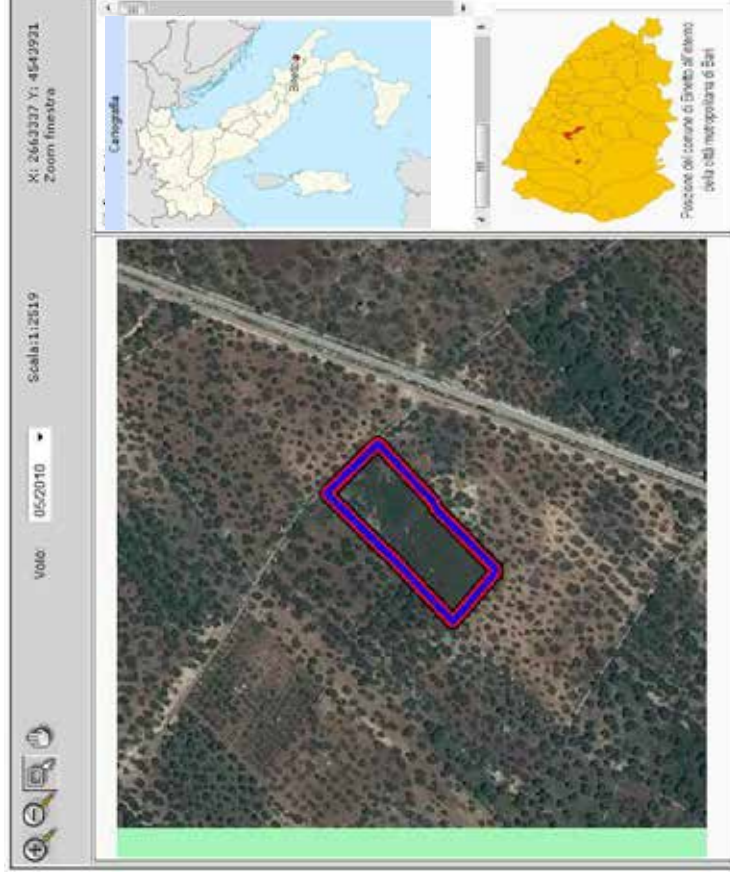 Volo:
05/2010
Scala:1:2519
X: 2663337 Y: 4543931
Zoom finestra
Cartografia
Binetto
Posizione del comune di Binetto all'interno
della città metropolitana di Bari